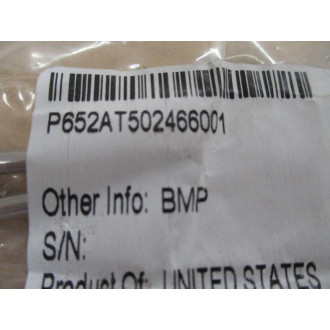 P652AT502466001
Other Info: BMP
S/N:
Product Of: UNITED STATES